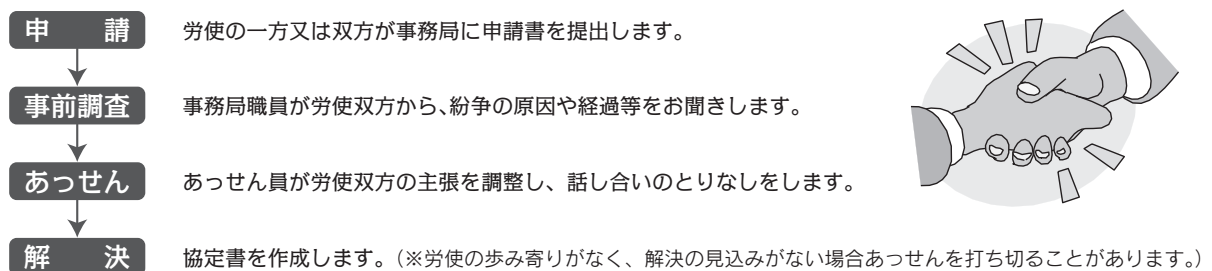 申　請　労使の一方又は双方が事務局に申請書を提出します。
事前調査　事務局職員が労使双方から、紛争の原因や経過等をお聞きします。
あっせん　あっせん員が労使双方の主張を調整し、話し合いのとりなしをします。
解　決　協定書を作成します。（※労使の歩み寄りがなく、解決の見込みがない場合あっせんを打ち切ることがあります。）